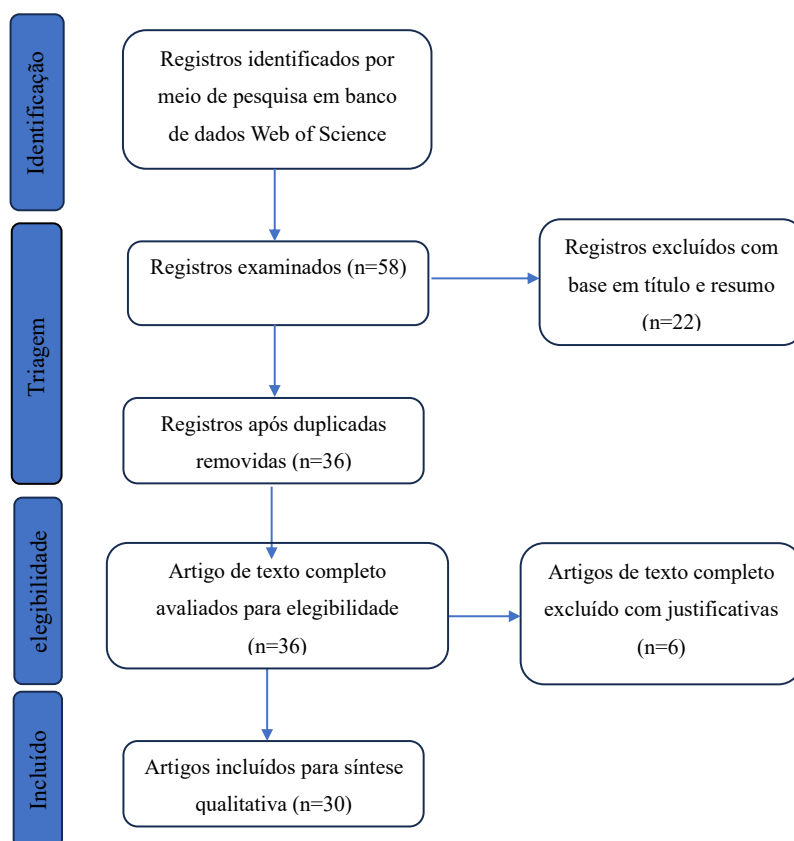 Identificação
Registros identificados por
meio de pesquisa em banco
de dados Web of Science
Triagem
Registros examinados (n=58)
Registros excluídos com
base em título e resumo
(n=22)
Registros após duplicadas
removidas (n=36)
elegibilidade
Artigo de texto completo
avaliados para elegibilidade
(n=36)
Artigos de texto completo
excluído com justificativas
(n=6)
Incluído
Artigos incluídos para síntese
qualitativa (n=30)